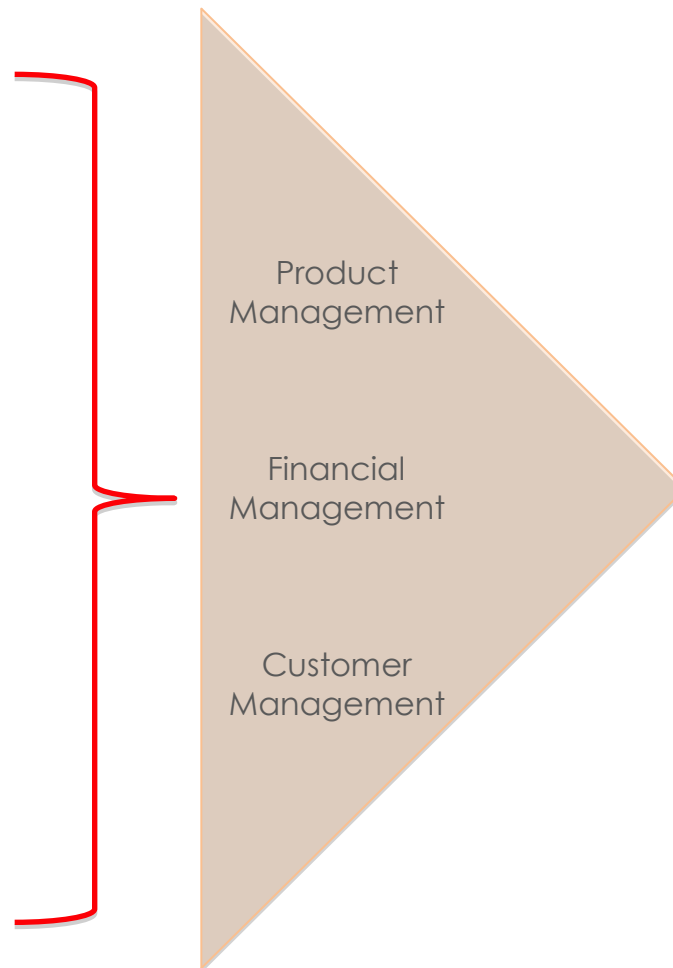 Product
Management
Financial
Management
Customer
Management